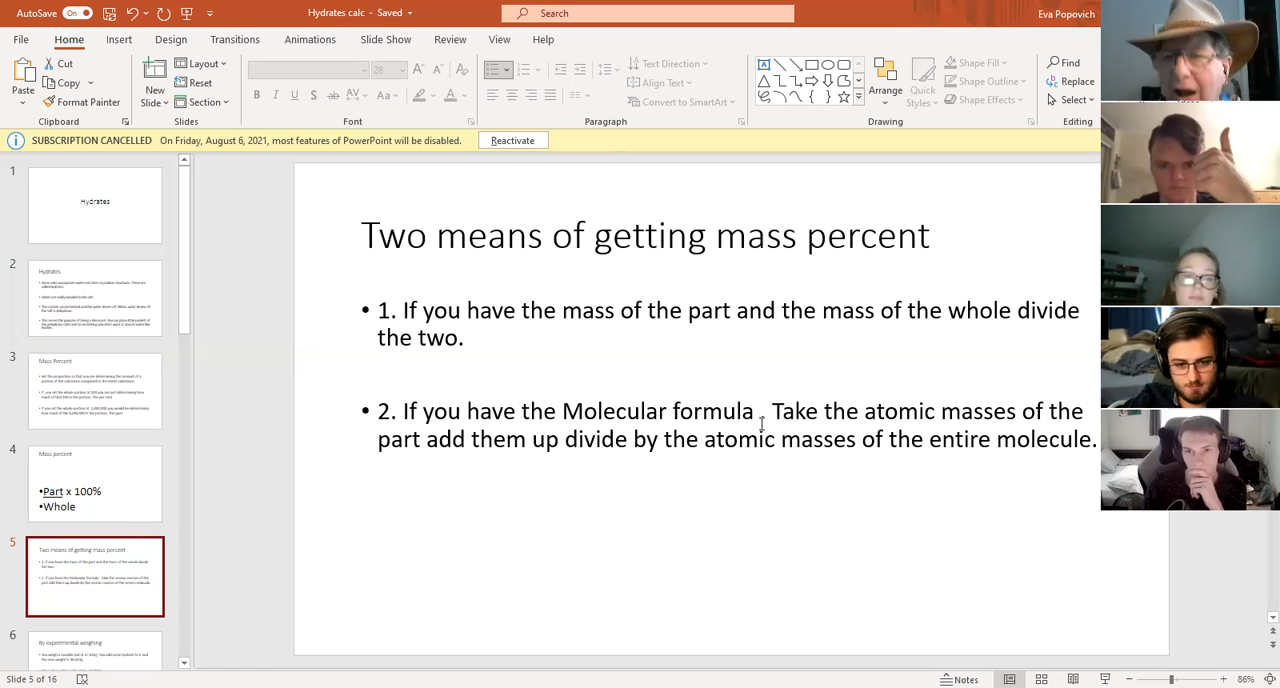 AutoSave On Hydrates calc - Saved Search Eva Popovich
File Home Insert Design Transitions Animations Slide Show Review View Help
Paste Cut Copy Format Painter
New Slide Layout Reset Section
28
Text Direction Align Text Convert to SmartArt
Arrange Quick Styles Shape Fill Shape Outline Shape Effects
Find Replace Select
Clipboard Slides Font Paragraph Drawing Editing
SUBSCRIPTION CANCELLED On Friday, August 6, 2021, most features of PowerPoint will be disabled. Reactivate
1
Hydrates
2
Hydrates
3
Mass Percent
4
Mass percent
•Part x 100%
•Whole
5
Two means of getting mass percent
6
By experimental weighing
Two means of getting mass percent
• 1. If you have the mass of the part and the mass of the whole divide
the two.
• 2. If you have the Molecular formula . Take the atomic masses of the
part add them up divide by the atomic masses of the entire molecule.
Slide 5 of 16 Notes 86%